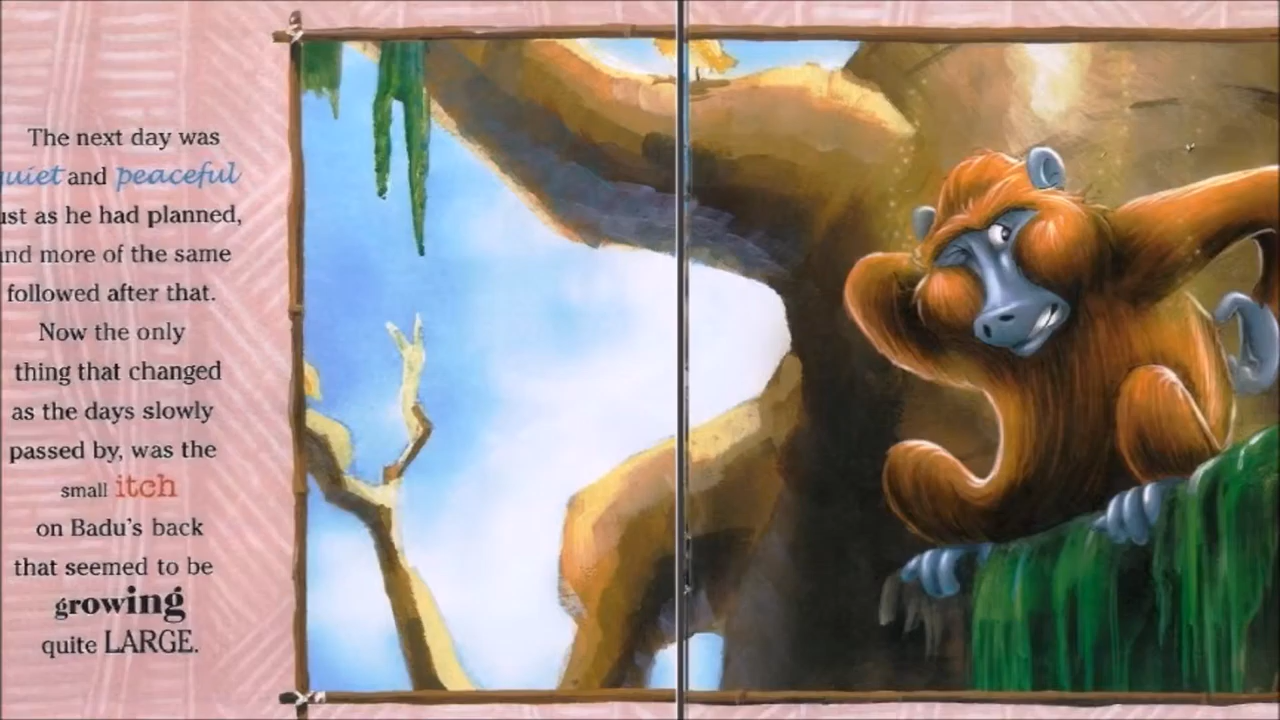 The next day was
uiet and peaceful
ust as he had planned,
nd more of the same
followed after that.
Now the only
thing that changed
as the days slowly
passed by, was the
small itch
on Badu's back
that seemed to be
growing
quite LARGE.